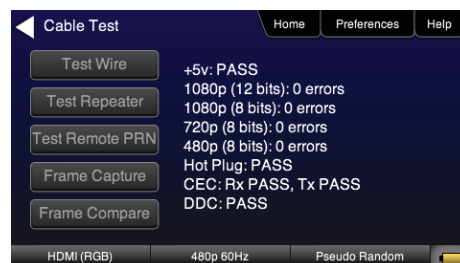 Cable Test
Home
Preferences
Help
Test Wire
Test Repeater
Test Remote PRN
Frame Capture
Frame Compare
+5v: PASS
1080p (12 bits): 0 errors
1080p (8 bits): 0 errors
720p (8 bits): 0 errors
480p (8 bits): 0 errors
Hot Plug: PASS
CEC: Rx PASS, Tx PASS
DDC: PASS
HDMI (RGB)
480p 60Hz
Pseudo Random